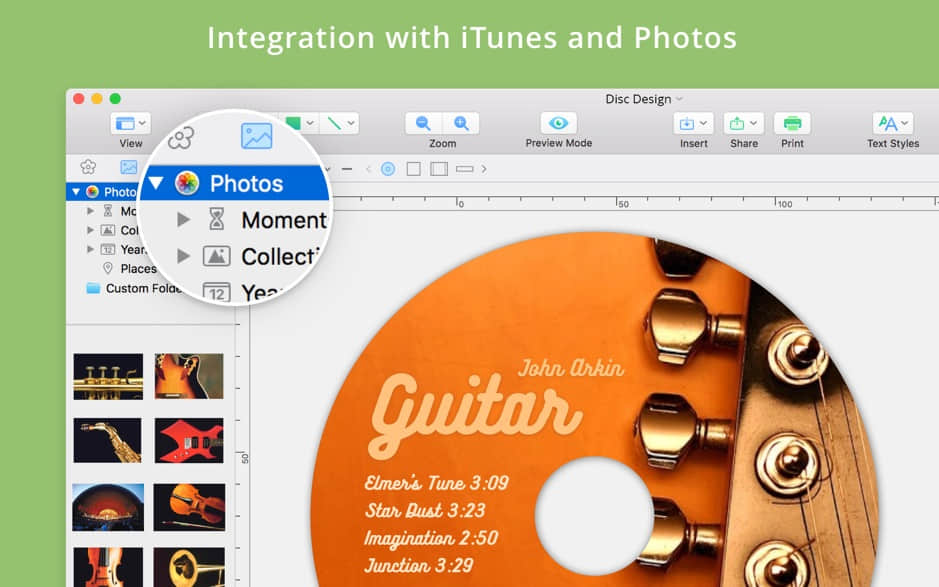 Integration with iTunes and Photos
Disc Design
View
Zoom
Preview Mode
Insert
Share
Print
Text Styles
Photos
Moment
Collecti
12
Year
Places
Custom Folde
0
50
100
50
John Arkin
Guitar
Elmer's Tune 3:09
Star Dust 3:23
Imagination 2:50
Junction 3:29